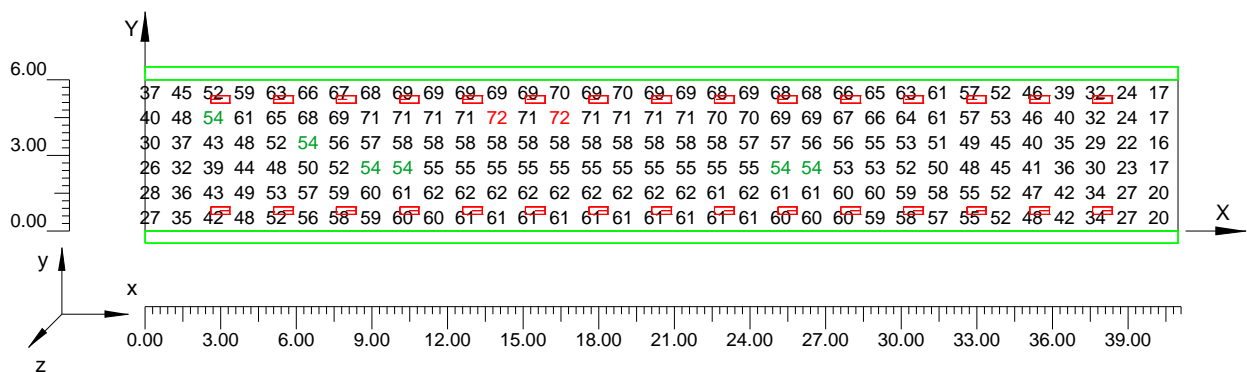 Y
6.00
37 45 52 59 63 66 67 68 69 69 69 69 69 70 69 70 69 69 68 69 68 68 66 65 63 61 57 52 46 39 32 24 17
40 48 54 61 65 68 69 71 71 71 71 72 71 72 71 71 71 71 70 70 69 69 67 66 64 61 57 53 46 40 32 24 17
3.00
30 37 43 48 52 54 56 57 58 58 58 58 58 58 58 58 58 58 58 57 57 56 56 55 53 51 49 45 40 35 29 22 16
26 32 39 44 48 50 52 54 54 55 55 55 55 55 55 55 55 55 55 55 54 54 53 53 52 50 48 45 41 36 30 23 17
28 36 43 49 53 57 59 60 61 62 62 62 62 62 62 62 62 62 61 62 61 61 60 60 59 58 55 52 47 42 34 27 20
0.00
27 35 42 48 52 56 58 59 60 60 61 61 61 61 61 61 61 61 61 61 60 60 60 59 58 57 55 52 48 42 34 27 20
X
y
x
z
0.00 3.00 6.00 9.00 12.00 15.00 18.00 21.00 24.00 27.00 30.00 33.00 36.00 39.00